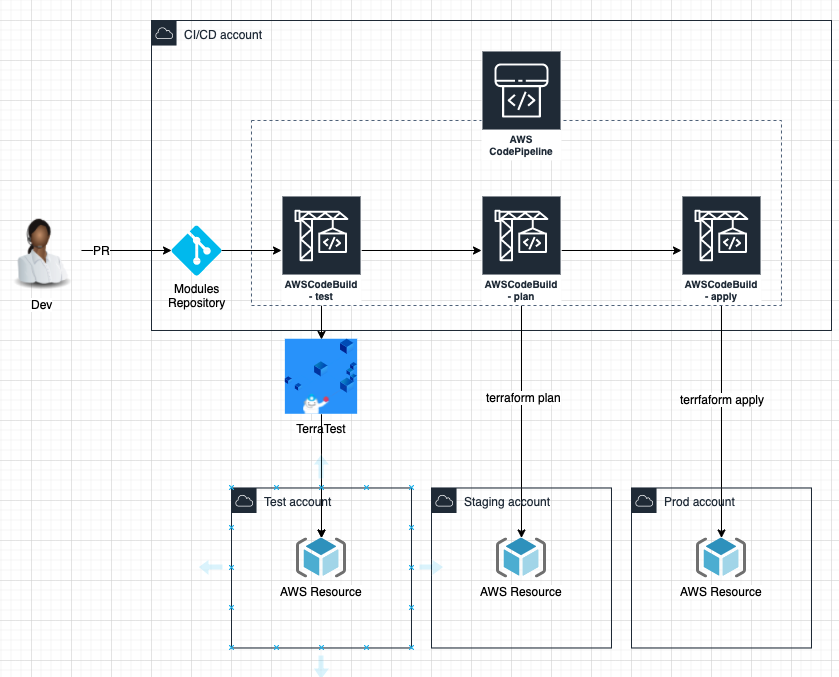 CI/CD account
AWS
CodePipeline
PR
Dev
Modules
Repository
AWSCodeBuild
- test
AWSCodeBuild
- plan
AWSCodeBuild
- apply
TerraTest
terraform plan
terrfaform apply
Test account
Staging account
Prod account
AWS Resource
AWS Resource
AWS Resource